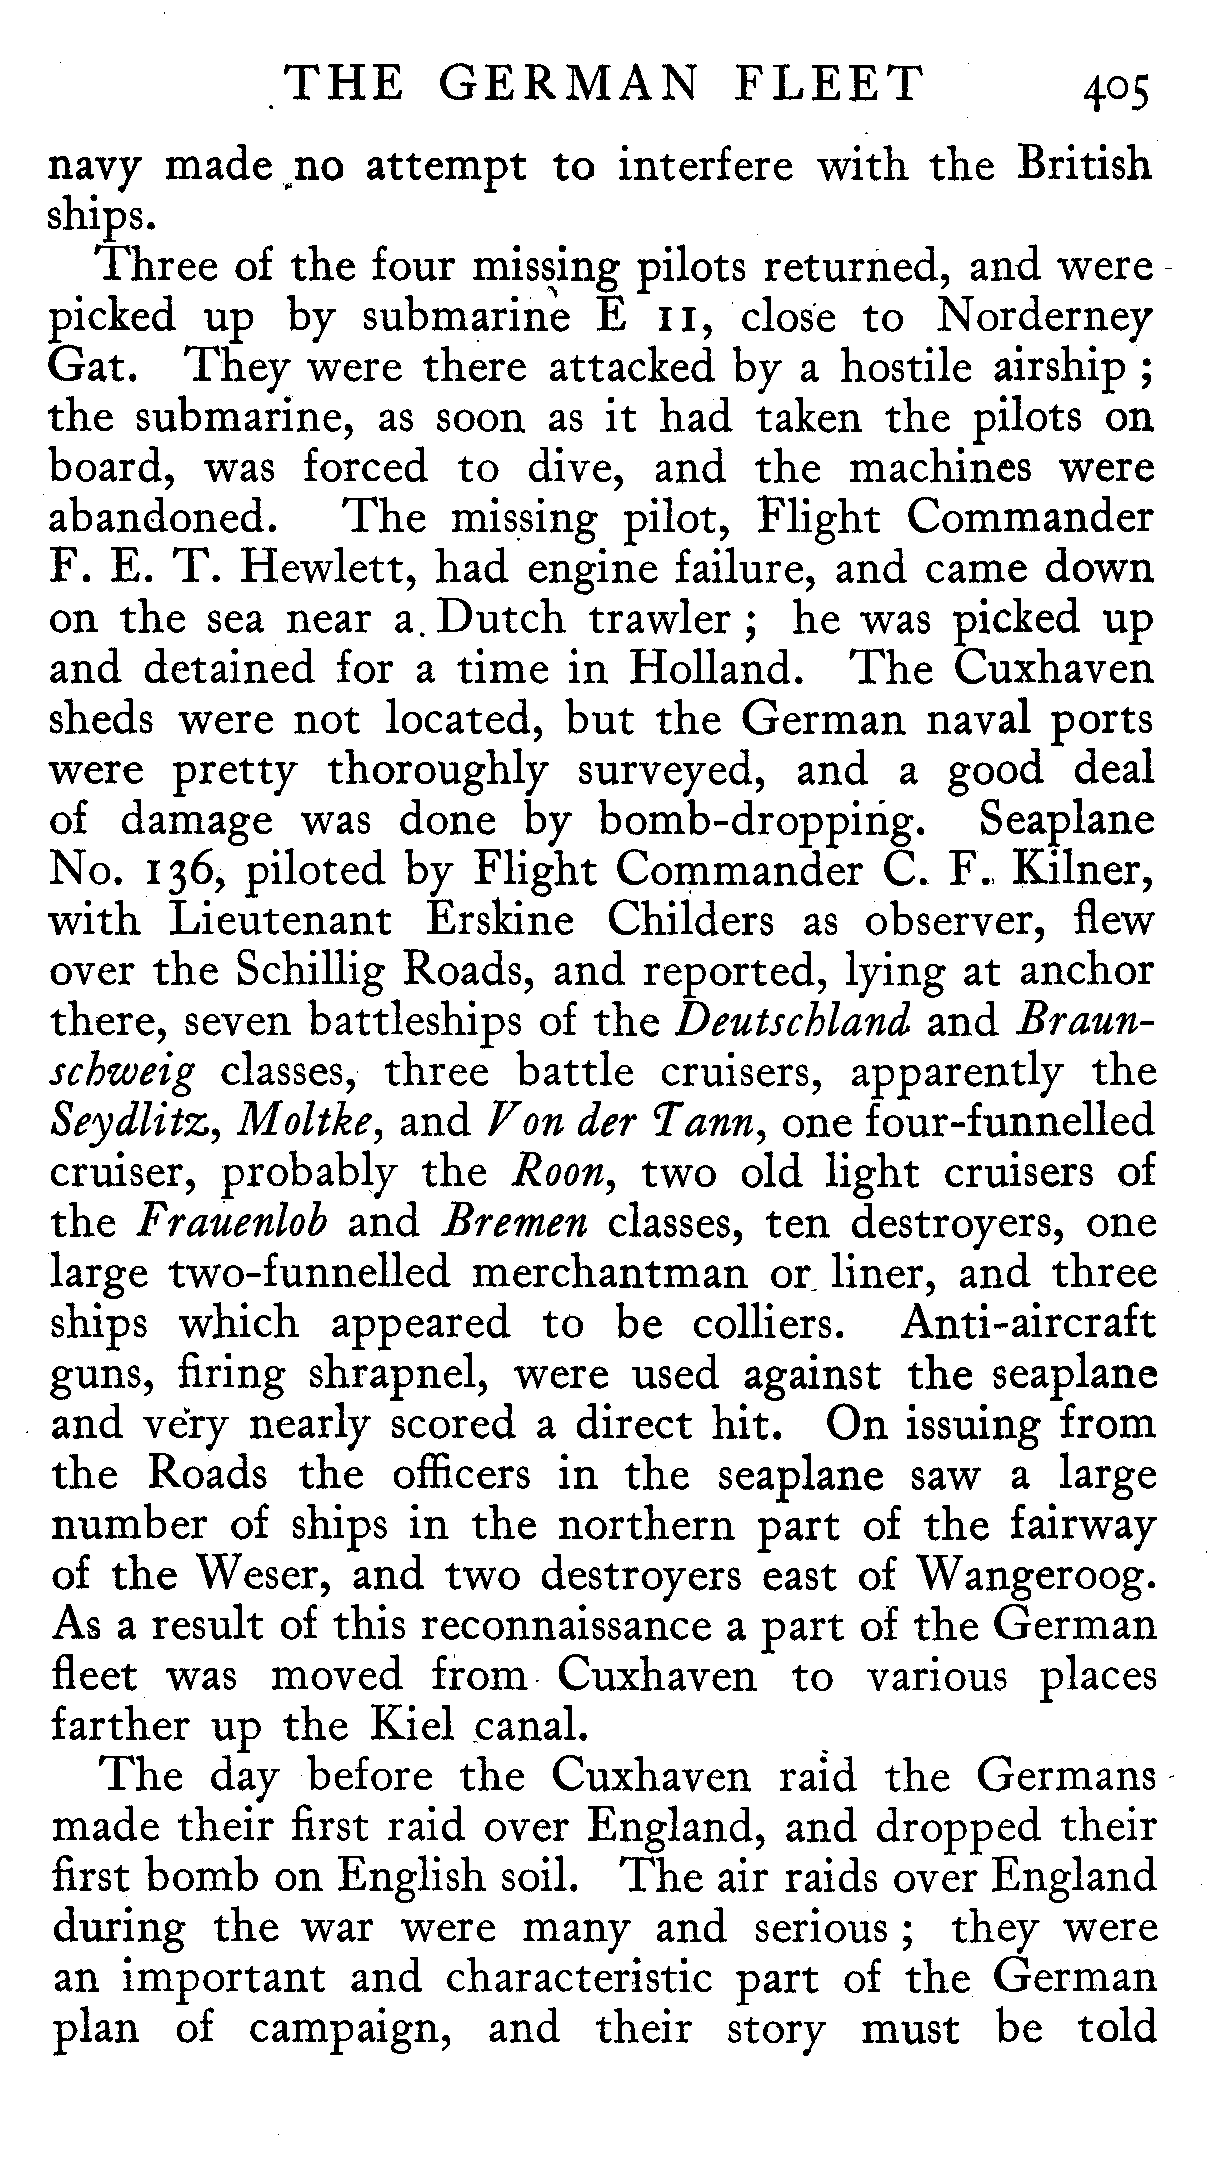 THE GERMAN FLEET 405
navy made no attempt to interfere with the British
ships.
Three of the four missing pilots returned, and were
picked up by submarine E 11, close to Norderney
Gat. They were there attacked by a hostile airship ;
the submarine, as soon as it had taken the pilots on
board, was forced to dive, and the machines were
abandoned. The missing pilot, Flight Commander
F. E. T. Hewlett, had engine failure, and came down
on the sea near a Dutch trawler ; he was picked up
and detained for a time in Holland. The Cuxhaven
sheds were not located, but the German naval ports
were pretty thoroughly surveyed, and a good deal
of damage was done by bomb-dropping. Seaplane
No. 136, piloted by Flight Commander C. F. Kilner,
with Lieutenant Erskine Childers as observer, flew
over the Schillig Roads, and reported, lying at anchor
there, seven battleships of the Deutschland and Braun-
schweig classes, three battle cruisers, apparently the
Seydlitz, Moltke, and Von der Tann, one four-funnelled
cruiser, probably the Roon, two old light cruisers of
the Frauenlob and Bremen classes, ten destroyers, one
large two-funnelled merchantman or liner, and three
ships which appeared to be colliers. Anti-aircraft
guns, firing shrapnel, were used against the seaplane
and very nearly scored a direct hit. On issuing from
the Roads the officers in the seaplane saw a large
number of ships in the northern part of the fairway
of the Weser, and two destroyers east of Wangeroog.
As a result of this reconnaissance a part of the German
fleet was moved from Cuxhaven to various places
farther up the Kiel canal.
The day before the Cuxhaven raid the Germans
made their first raid over England, and dropped their
first bomb on English soil. The air raids over England
during the war were many and serious ; they were
an important and characteristic part of the German
plan of campaign, and their story must be told